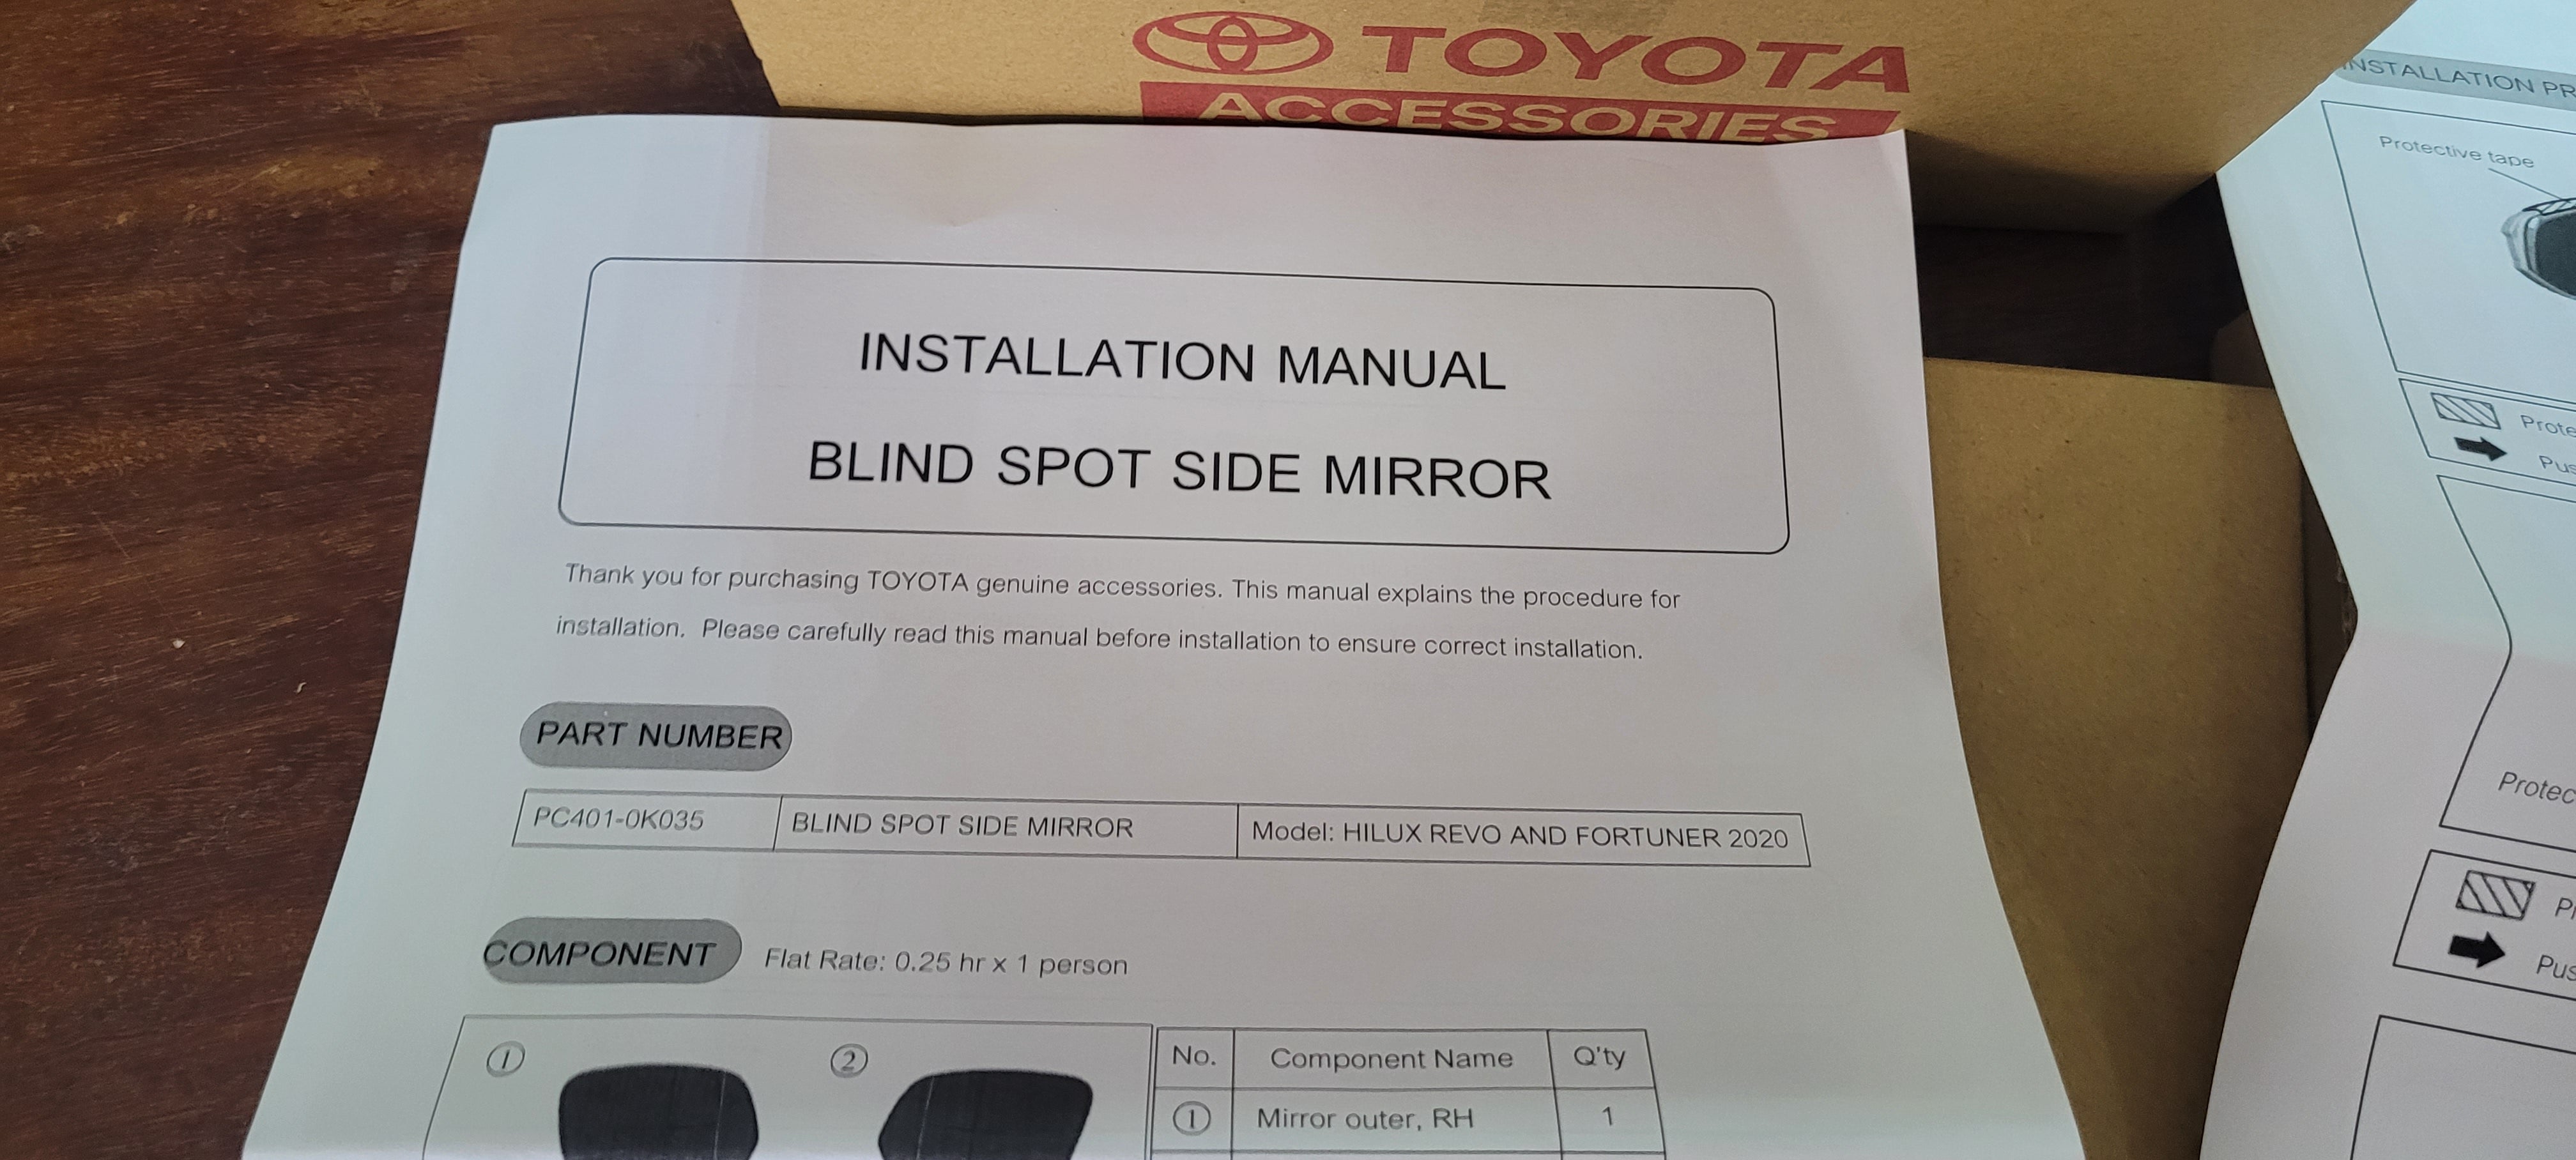 TOYOTA
ACCESSORIES
INSTALLATION MANUAL
BLIND SPOT SIDE MIRROR
Thank you for purchasing TOYOTA genuine accessories. This manual explains the procedure for
installation. Please carefully read this manual before installation to ensure correct installation.
PART NUMBER
PC401-0K035 BLIND SPOT SIDE MIRROR Model: HILUX REVO AND FORTUNER 2020
COMPONENT Flat Rate: 0.25 hr x 1 person
① ②
No. Component Name Q'ty
① Mirror outer, RH 1
INSTALLATION
Protective tape